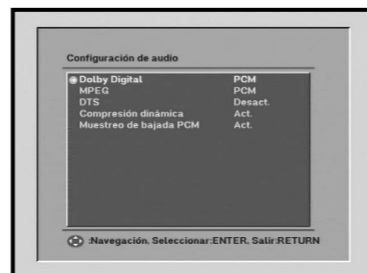 Configuración de audio
Dolby Digital PCM
MPEG PCM
DTS Desact.
Compresión dinámica Act.
Muestreo de bajada PCM Act.
:Navegación, Seleccionar:ENTER, Salir:RETURN